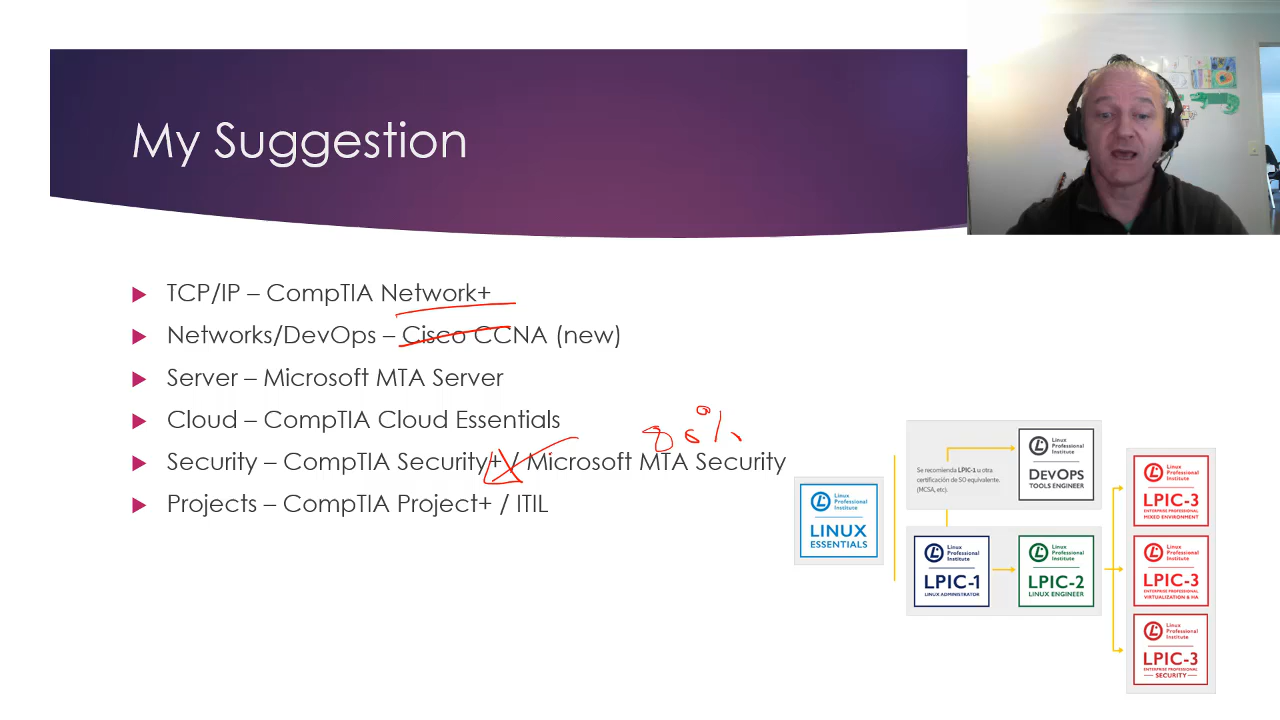 My Suggestion
TCP/IP – CompTIA Network+
Networks/DevOps – Cisco CCNA (new)
Server – Microsoft MTA Server
Cloud – CompTIA Cloud Essentials
80%
Security – CompTIA Security+ / Microsoft MTA Security
Projects – CompTIA Project+ / ITIL
Linux
Professional
Institute
LINUX
ESSENTIALS
Se recomienda LPIC-1 u otra
certificación de SO equivalente.
(MCSA, etc).
Linux
Professional
Institute
DEVOPS
TOOLS ENGINEER
Linux
Professional
Institute
LPIC-1
LINUX ADMINISTRATOR
Linux
Professional
Institute
LPIC-2
LINUX ENGINEER
Linux
Professional
Institute
LPIC-3
ENTERPRISE PROFESSIONAL
MIXED ENVIRONMENT
Linux
Professional
Institute
LPIC-3
ENTERPRISE PROFESSIONAL
VIRTUALIZATION & HA
Linux
Professional
Institute
LPIC-3
ENTERPRISE PROFESSIONAL
SECURITY